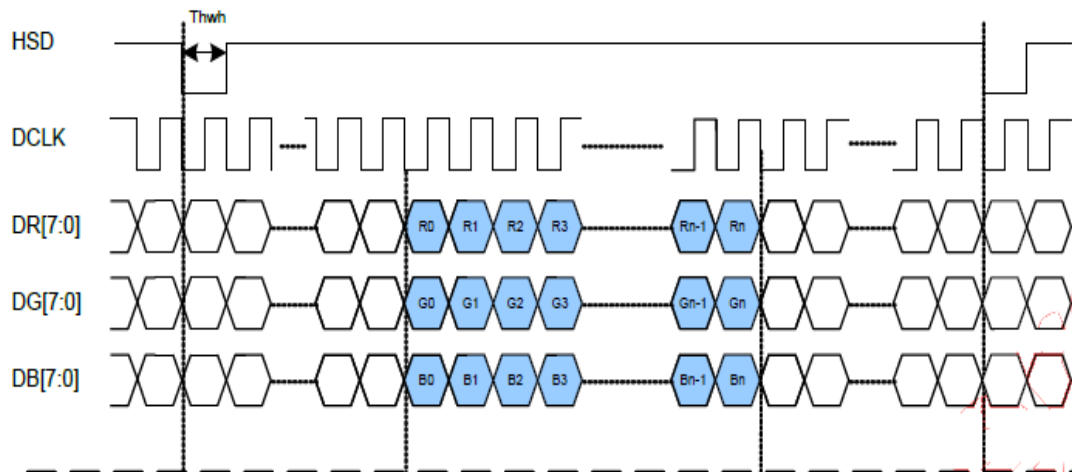 Thwh
HSD
DCLK
DR[7:0] R0 R1 R2 R3 Rn-1 Rn
DG[7:0] G0 G1 G2 G3 Gn-1 Gn
DB[7:0] B0 B1 B2 B3 Bn-1 Bn